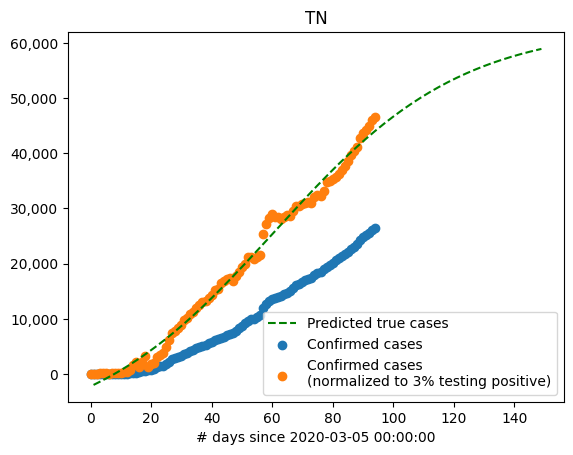 TN
60,000
50,000
40,000
30,000
20,000
10,000
0
Predicted true cases
Confirmed cases
Confirmed cases
(normalized to 3% testing positive)
0 20 40 60 80 100 120 140
# days since 2020-03-05 00:00:00